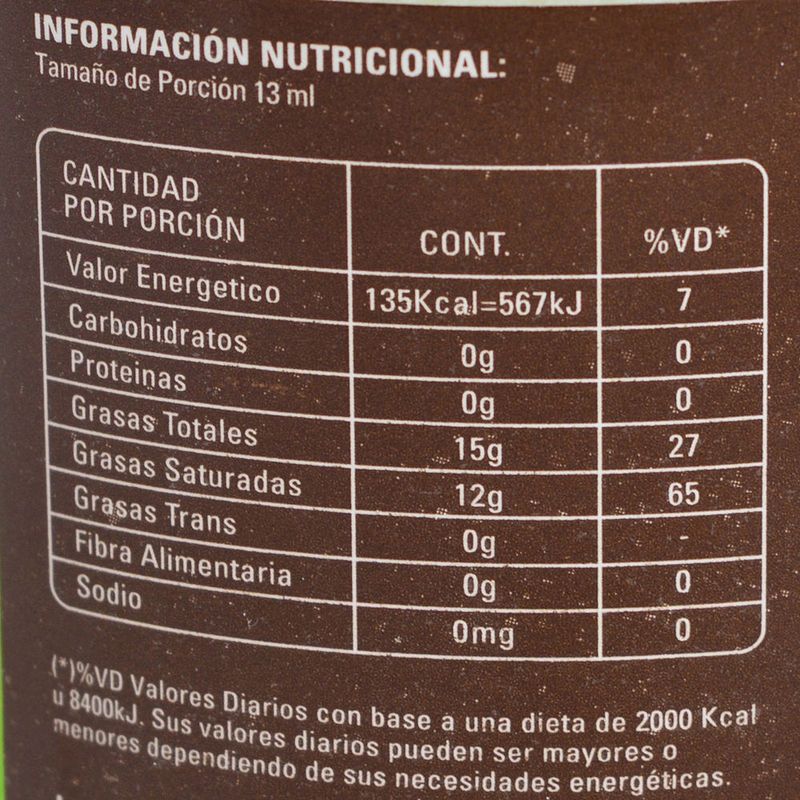 INFORMACIÓN NUTRICIONAL:
Tamaño de Porción 13 ml
CANTIDAD
POR PORCIÓN CONT. %VD*
Valor Energetico 135Kcal=567kJ 7
Carbohidratos 0g 0
Proteinas 0g 0
Grasas Totales 15g 27
Grasas Saturadas 12g 65
Grasas Trans 0g -
Fibra Alimentaria 0g 0
Sodio 0mg 0
(*)%VD Valores Diarios con base a una dieta de 2000 Kcal
u 8400kJ. Sus valores diarios pueden ser mayores o
menores dependiendo de sus necesidades energéticas.